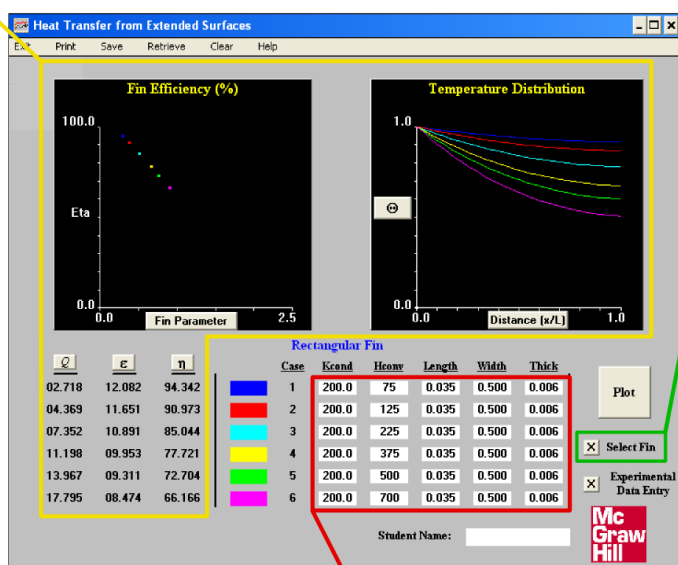 Heat Transfer from Extended Surfaces
Exit Print Save Retrieve Clear Help
Fin Efficiency (%)
100.0
Eta
0.0
0.0 Fin Parameter 2.5
Temperature Distribution
1.0
Θ
0.0
0.0 Distance (x/L) 1.0
Rectangular Fin
Q ε η Case Kcond Hconv Length Width Thick
02.718 12.082 94.342 1 200.0 75 0.035 0.500 0.006
04.369 11.651 90.973 2 200.0 125 0.035 0.500 0.006
07.352 10.891 85.044 3 200.0 225 0.035 0.500 0.006
11.198 09.953 77.721 4 200.0 375 0.035 0.500 0.006
13.967 09.311 72.704 5 200.0 500 0.035 0.500 0.006
17.795 08.474 66.166 6 200.0 700 0.035 0.500 0.006
Plot
X Select Fin
X Experimental
Data Entry
Student Name:
Mc
Graw
Hill